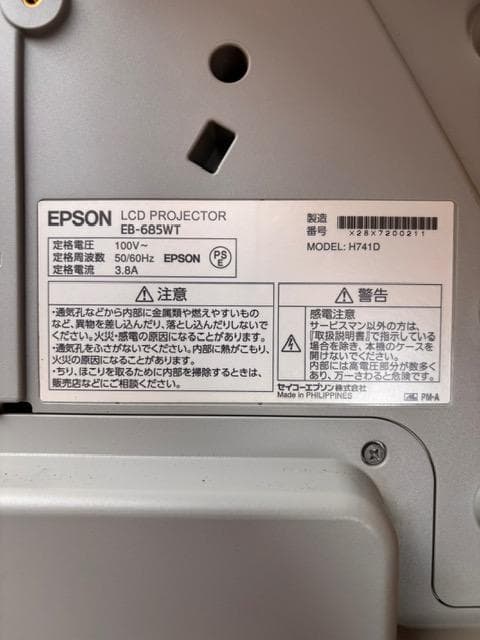 EPSON LCD PROJECTOR
EB-685WT
定格電圧 100V~
定格周波数 50/60Hz EPSON PSE
定格電流 3.8A
製造
番号 X28X7200211
MODEL: H741D
⚠注意
・通気孔などから内部に金属類や燃えやすいもの
など、異物を差し込んだり、落とし込んだりしないで
ください。火災・感電の原因になることがあります。
・通気孔をふさがないでください。内部に熱がこもり、
火災の原因になることがあります。
・ちり、ほこりを取るために内部を掃除するときは、
販売店などにご相談ください。
⚠警告
感電注意
サービスマン以外の方は、
『取扱説明書』で指示している
場合を除き、本機のケースを
開けないでください。
内部には高電圧部分が数多く
あり、万一さわると危険です。
セイコーエプソン株式会社
Made in PHILIPPINES
PM-A